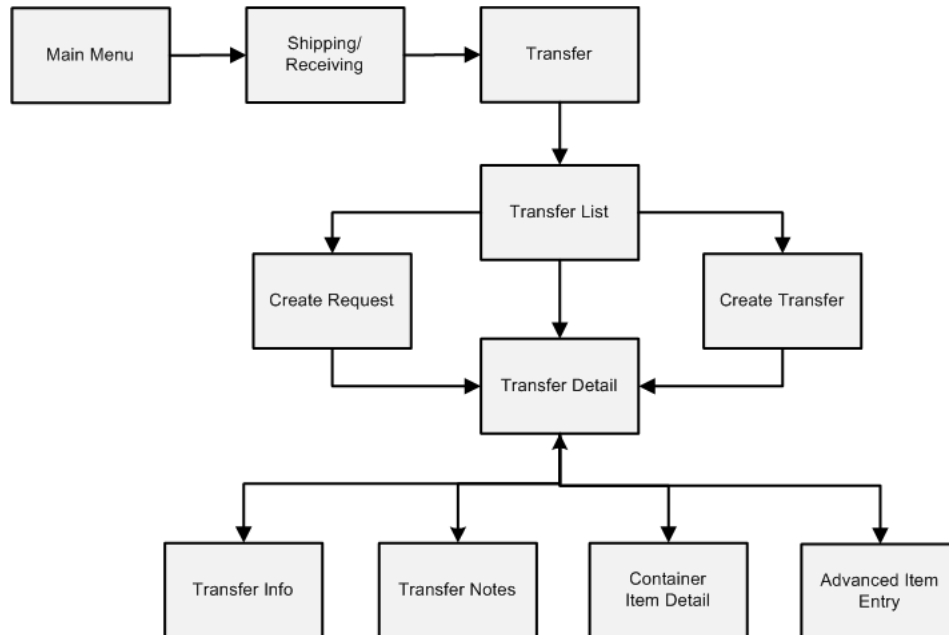 Main Menu
Shipping/
Receiving
Transfer
Transfer List
Create Request
Create Transfer
Transfer Detail
Transfer Info
Transfer Notes
Container
Item Detail
Advanced Item
Entry